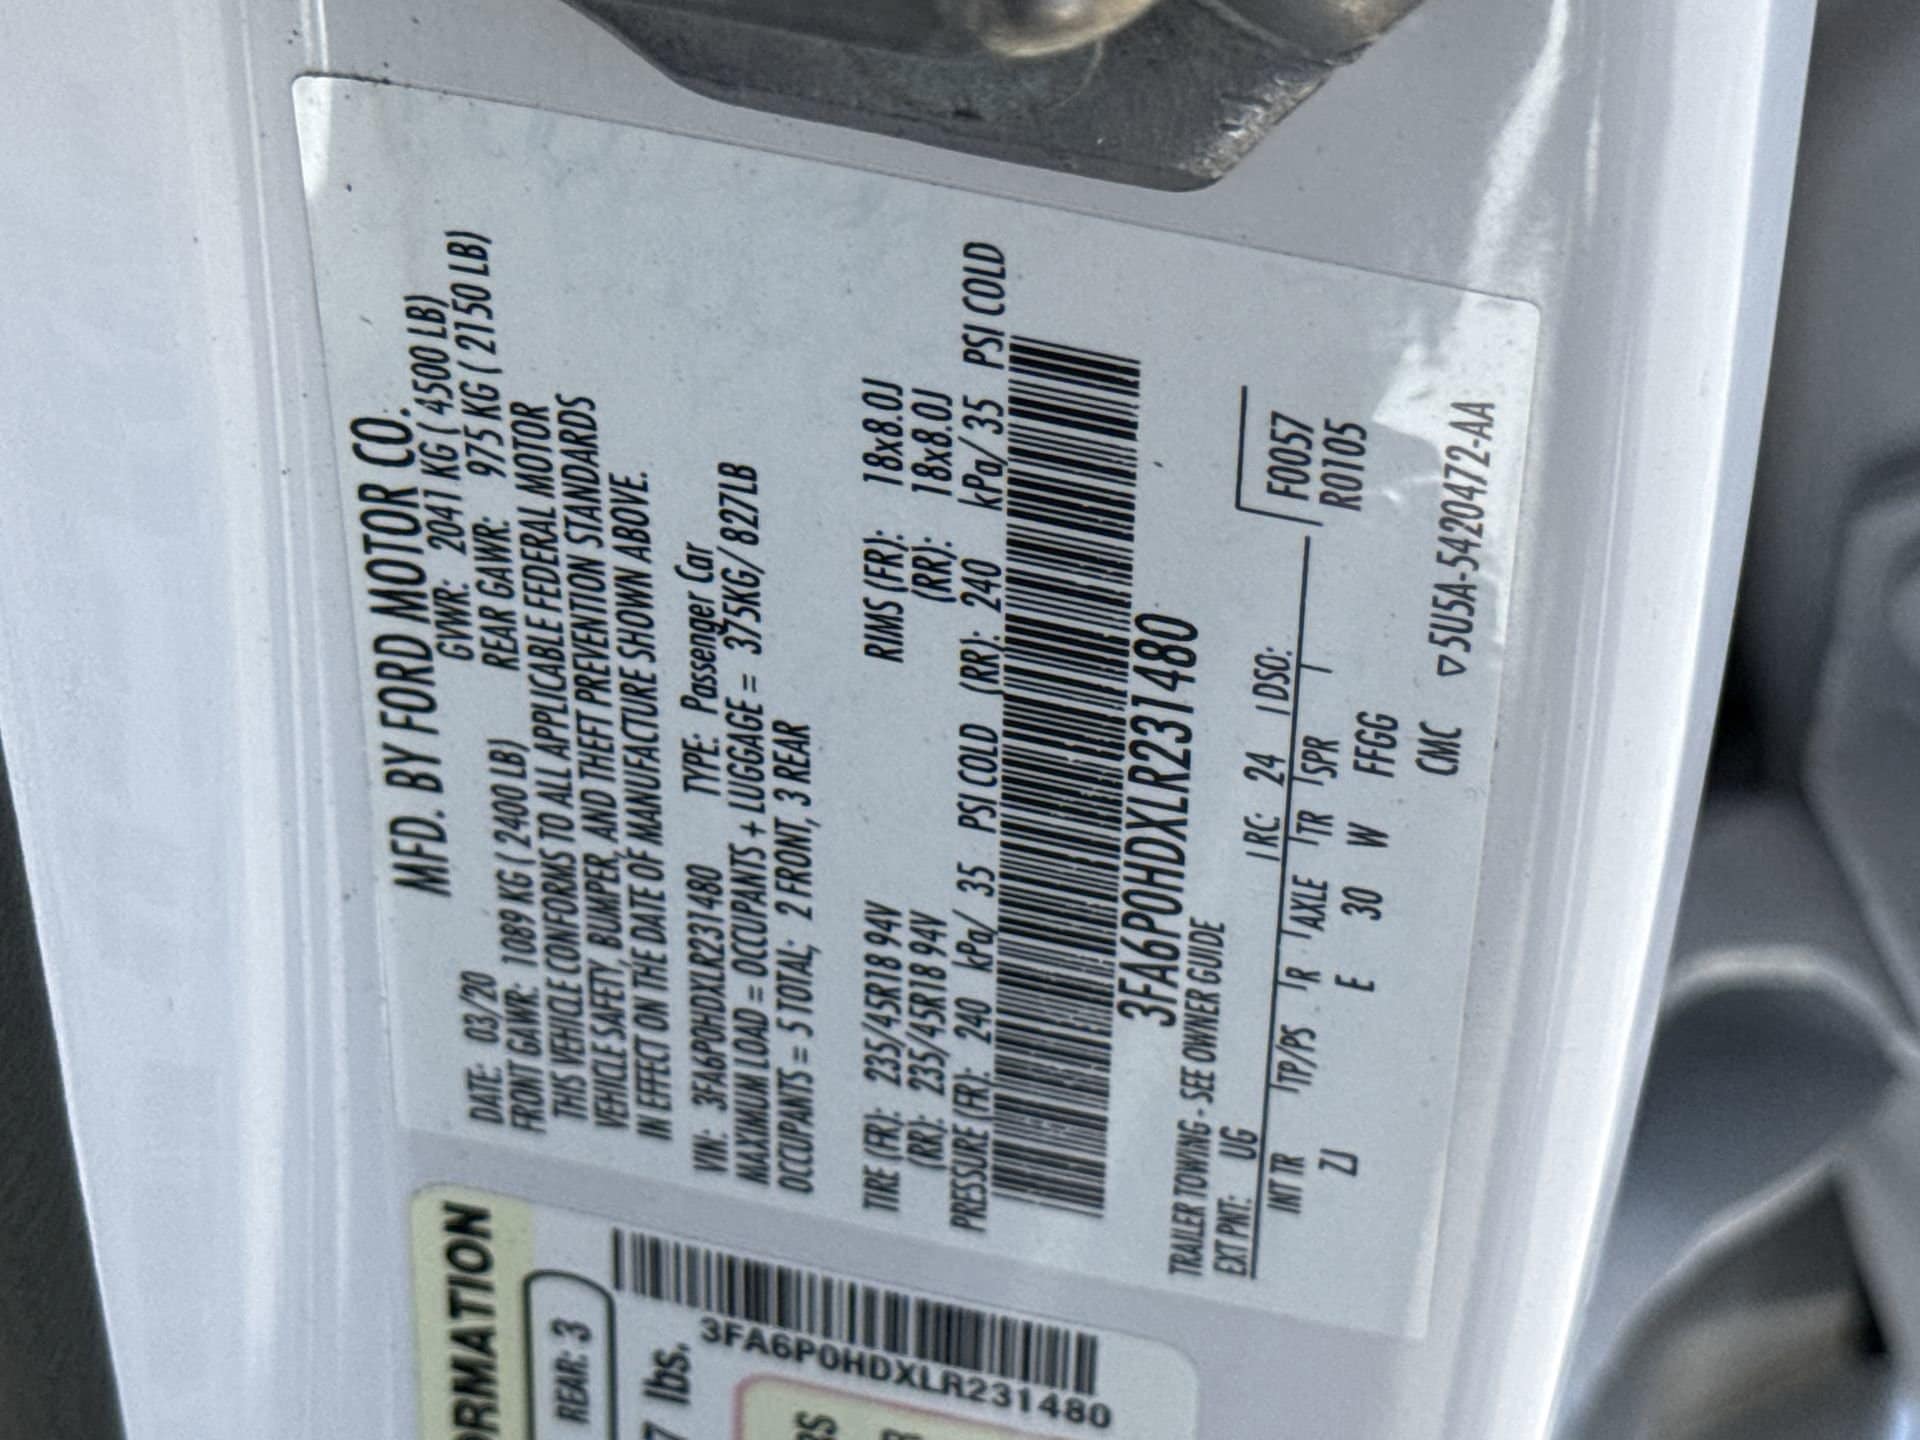 MFD. BY FORD MOTOR CO.
DATE: 03/20 GVWR: 2041 KG ( 4500 LB)
FRONT GAWR: 1089 KG ( 2400 LB) REAR GAWR: 975 KG ( 2150 LB)
THIS VEHICLE CONFORMS TO ALL APPLICABLE FEDERAL MOTOR
VEHICLE SAFETY, BUMPER, AND THEFT PREVENTION STANDARDS
IN EFFECT ON THE DATE OF MANUFACTURE SHOWN ABOVE.
VIN: 3FA6P0HDXLR231480 TYPE: Passenger Car
MAXIMUM LOAD = OCCUPANTS + LUGGAGE = 375KG/827LB
OCCUPANTS = 5 TOTAL; 2 FRONT, 3 REAR
TIRE (FR): 235/45R18 94V RIMS (FR): 18x8.0J
(RR): 235/45R18 94V (RR): 18x8.0J
PRESSURE (FR): 240 kPa/ 35 PSI COLD (RR): 240 kPa/ 35 PSI COLD
3FA6P0HDXLR231480
TRAILER TOWING - SEE OWNER GUIDE
EXT PNT: UG RC: 24 DSO:
INT TR TP/PS R AXLE TR SPR F0057
ZJ E 30 W FFGG R0105
CMC ▽5U5A-5420472-AA
ORMATION
REAR: 3
7 lbs.
3FA6P0HDXLR231480
RS